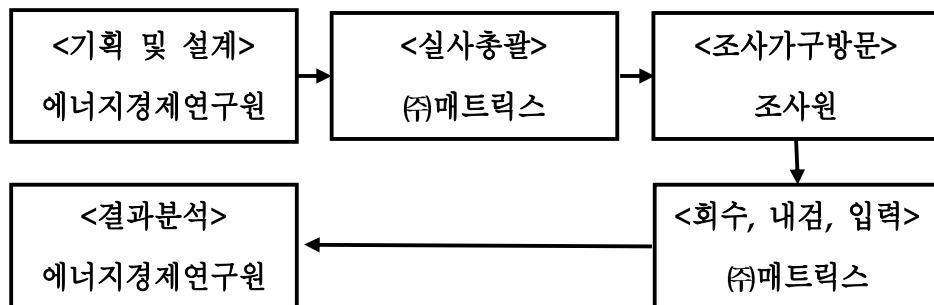 <기획 및 설계>
에너지경제연구원
<실사총괄>
㈜매트릭스
<조사가구방문>
조사원
<회수, 내검, 입력>
㈜매트릭스
<결과분석>
에너지경제연구원